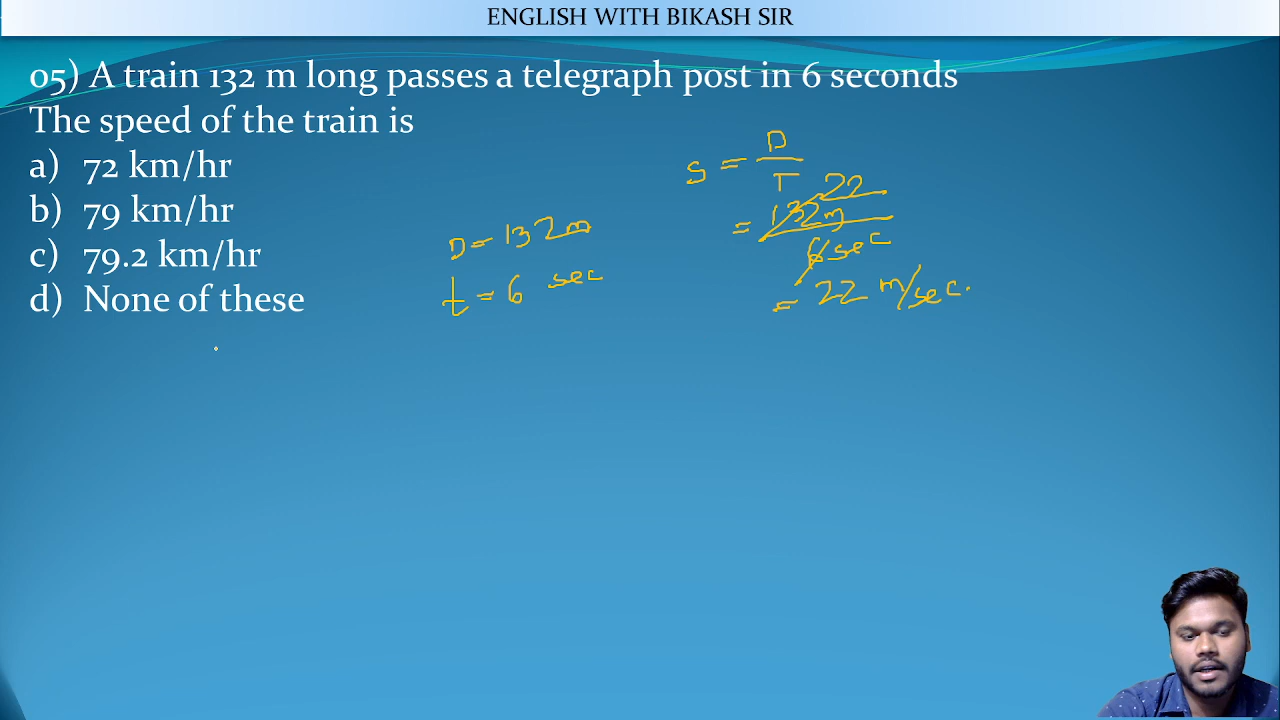 ENGLISH WITH BIKASH SIR
05) A train 132 m long passes a telegraph post in 6 seconds
The speed of the train is
a) 72 km/hr
b) 79 km/hr
c) 79.2 km/hr
d) None of these
D = 132m
t = 6 sec
S = D
T
22
= 132m
6 sec
= 22 m/sec.